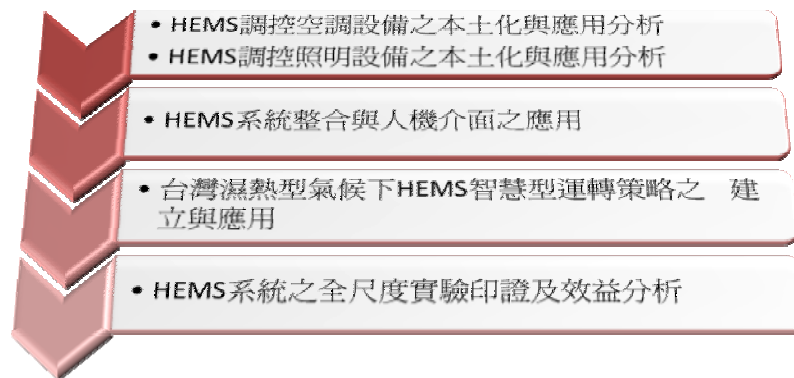 • HEMS調控空調設備之本土化與應用分析
• HEMS調控照明設備之本土化與應用分析
• HEMS系統整合與人機介面之應用
• 台灣濕熱型氣候下HEMS智慧型運轉策略之 建
立與應用
• HEMS系統之全尺度實驗印證及效益分析